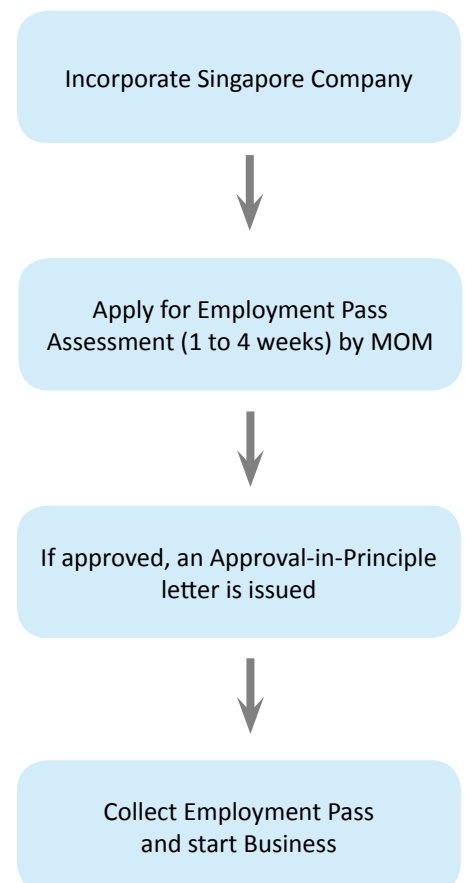 Incorporate Singapore Company
Apply for Employment Pass
Assessment (1 to 4 weeks) by MOM
If approved, an Approval-in-Principle
letter is issued
Collect Employment Pass
and start Business